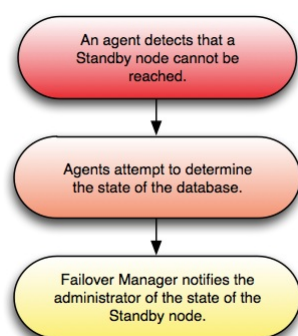 An agent detects that a
Standby node cannot be
reached.
Agents attempt to determine
the state of the database.
Failover Manager notifies the
administrator of the state of the
Standby node.